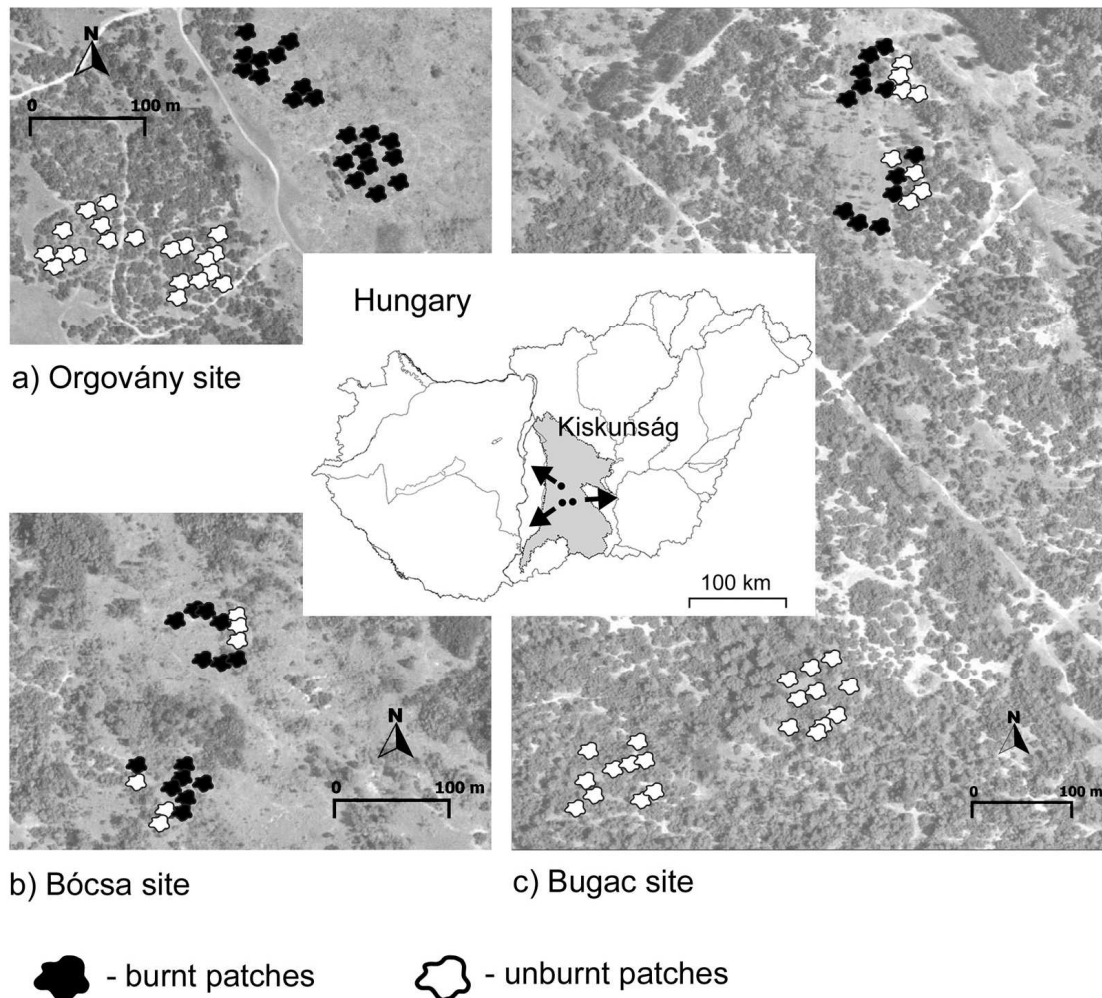 N
0 100 m
a) Orgovány site
Hungary
Kiskunság
100 km
N
0 100 m
b) Bócsa site
N
0 100 m
c) Bugac site
- burnt patches
- unburnt patches